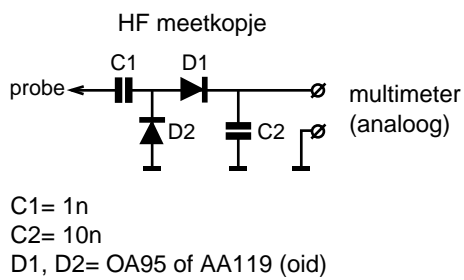 HF meetkopje
C1 D1
probe
multimeter
(analoog)
D2 C2
C1= 1n
C2= 10n
D1, D2= OA95 of AA119 (oid)